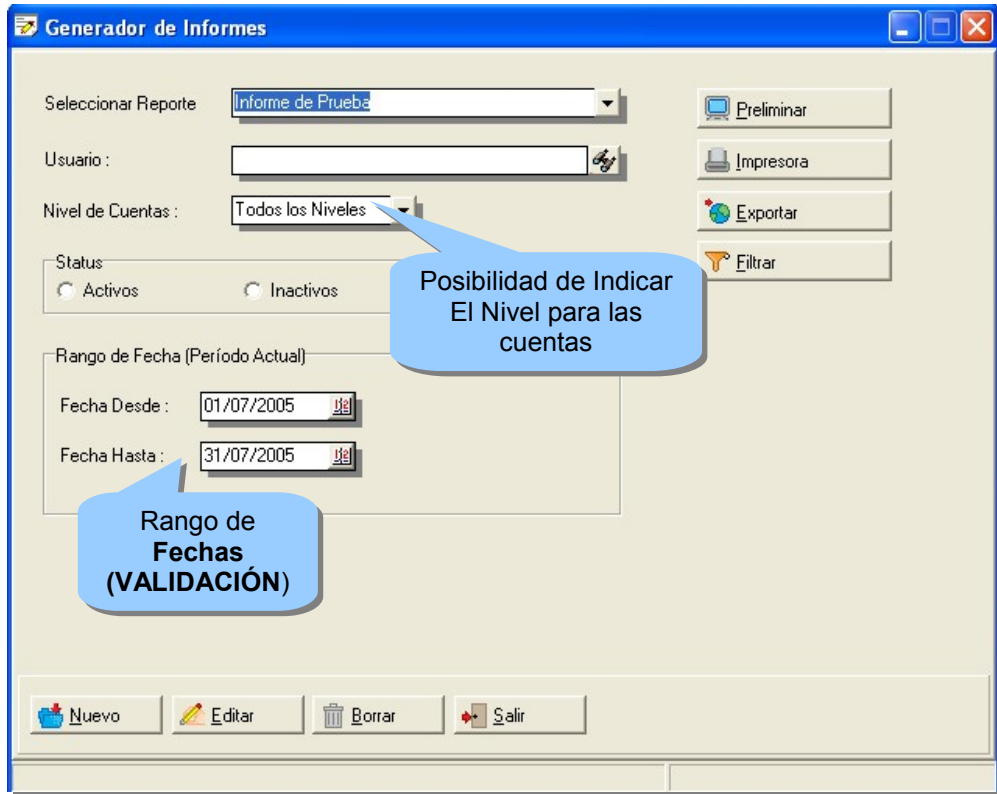 Generador de Informes
Seleccionar Reporte Informe de Prueba
Preliminar
Usuario :
Impresora
Nivel de Cuentas : Todos los Niveles
Exportar
Status
Filtrar
Activos Inactivos
Posibilidad de Indicar
El Nivel para las
cuentas
Rango de Fecha (Período Actual)
Fecha Desde : 01/07/2005
Fecha Hasta : 31/07/2005
Rango de
Fechas
(VALIDACIÓN)
Nuevo Editar Borrar Salir